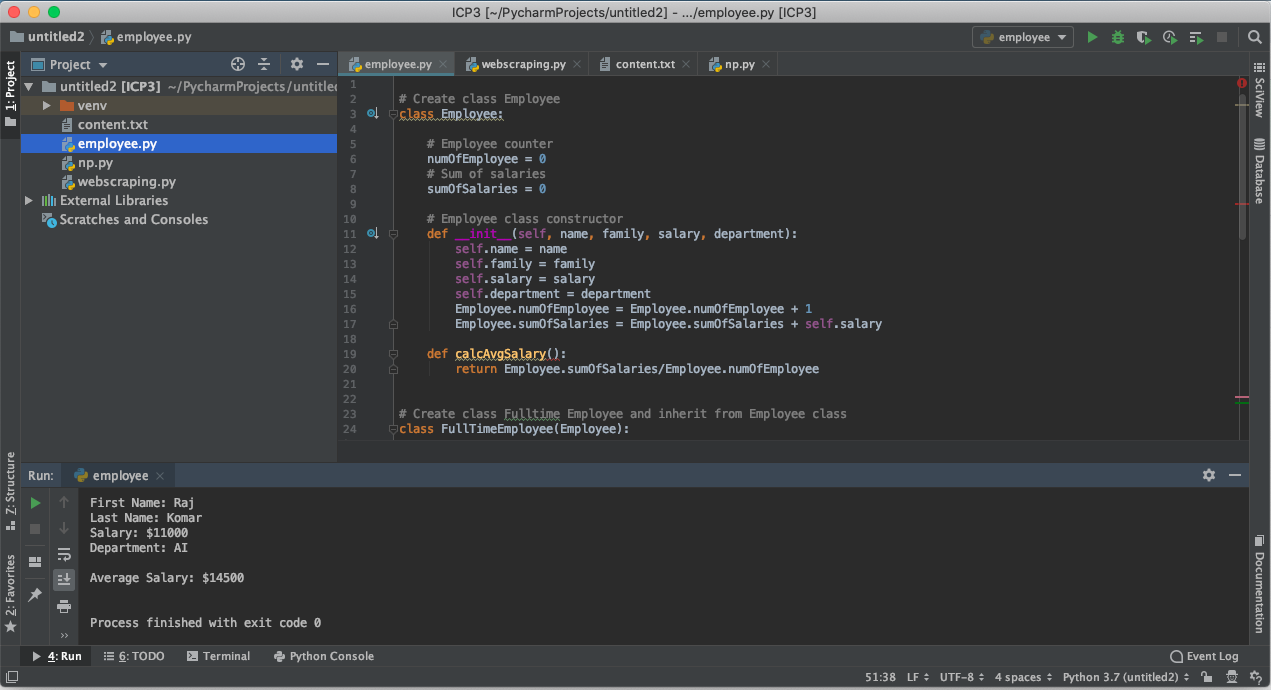 ICP3 [~/PycharmProjects/untitled2] - .../employee.py [ICP3]
untitled2 employee.py employee
Project employee.py webscraping.py content.txt np.py
1: Project
untitled2 [ICP3] ~/PycharmProjects/untitled
venv
content.txt
employee.py
np.py
webscraping.py
External Libraries
Scratches and Consoles
1
2 # Create class Employee
3 class Employee:
4
5 # Employee counter
6 numOfEmployee = 0
7 # Sum of salaries
8 sumOfSalaries = 0
9
10 # Employee class constructor
11 def __init__(self, name, family, salary, department):
12 self.name = name
13 self.family = family
14 self.salary = salary
15 self.department = department
16 Employee.numOfEmployee = Employee.numOfEmployee + 1
17 Employee.sumOfSalaries = Employee.sumOfSalaries + self.salary
18
19 def calcAvgSalary():
20 return Employee.sumOfSalaries/Employee.numOfEmployee
21
22
23 # Create class Fulltime Employee and inherit from Employee class
24 class FullTimeEmployee(Employee):
SciView
Database
Documentation
Z: Structure
2: Favorites
Run: employee
First Name: Raj
Last Name: Komar
Salary: $11000
Department: AI
Average Salary: $14500
Process finished with exit code 0
4: Run 6: TODO Terminal Python Console Event Log
51:38 LF UTF-8 4 spaces Python 3.7 (untitled2)